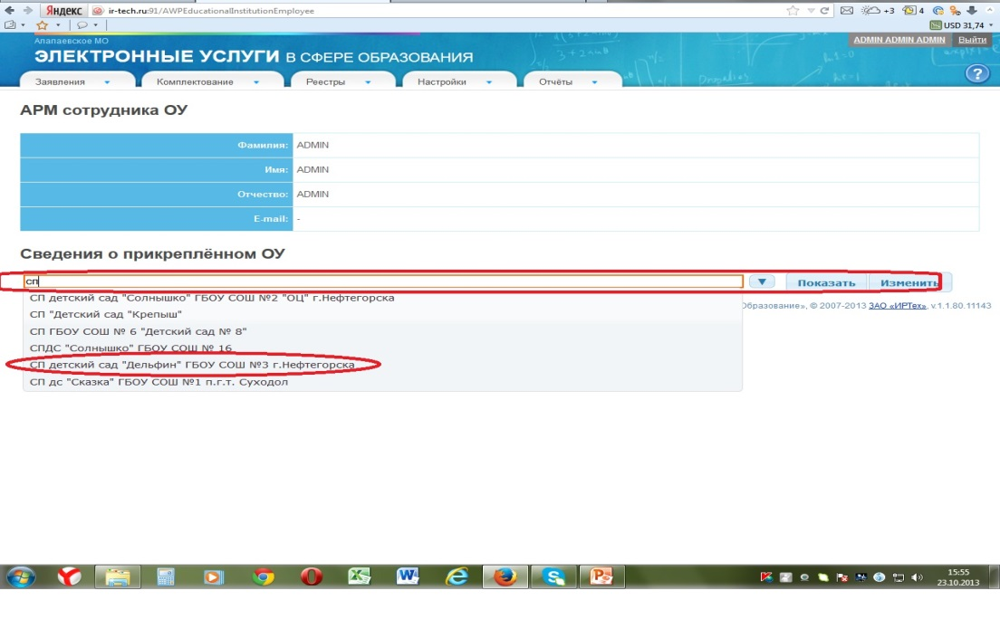 Яндекс ir-tech.ru:91/AWPEducationalInstitutionEmployee +3 4
USD 31,74
Алапаевское МО ADMIN ADMIN ADMIN Выйти
ЭЛЕКТРОННЫЕ УСЛУГИ В СФЕРЕ ОБРАЗОВАНИЯ
Заявления Комплектование Реестры Настройки Отчёты ?
АРМ сотрудника ОУ
Фамилия: ADMIN
Имя: ADMIN
Отчество: ADMIN
E-mail: -
Сведения о прикреплённом ОУ
сп Показать Изменить
СП детский сад "Солнышко" ГБОУ СОШ №2 "ОЦ" г.Нефтегорска
Образование», © 2007-2013 ЗАО «ИРТех», v.1.1.80.11143
СП "Детский сад "Крепыш"
СП ГБОУ СОШ № 6 "Детский сад № 8"
СПДС "Солнышко" ГБОУ СОШ № 16
СП детский сад "Дельфин" ГБОУ СОШ №3 г.Нефтегорска
СП дс "Сказка" ГБОУ СОШ №1 п.г.т. Суходол
15:55
23.10.2013